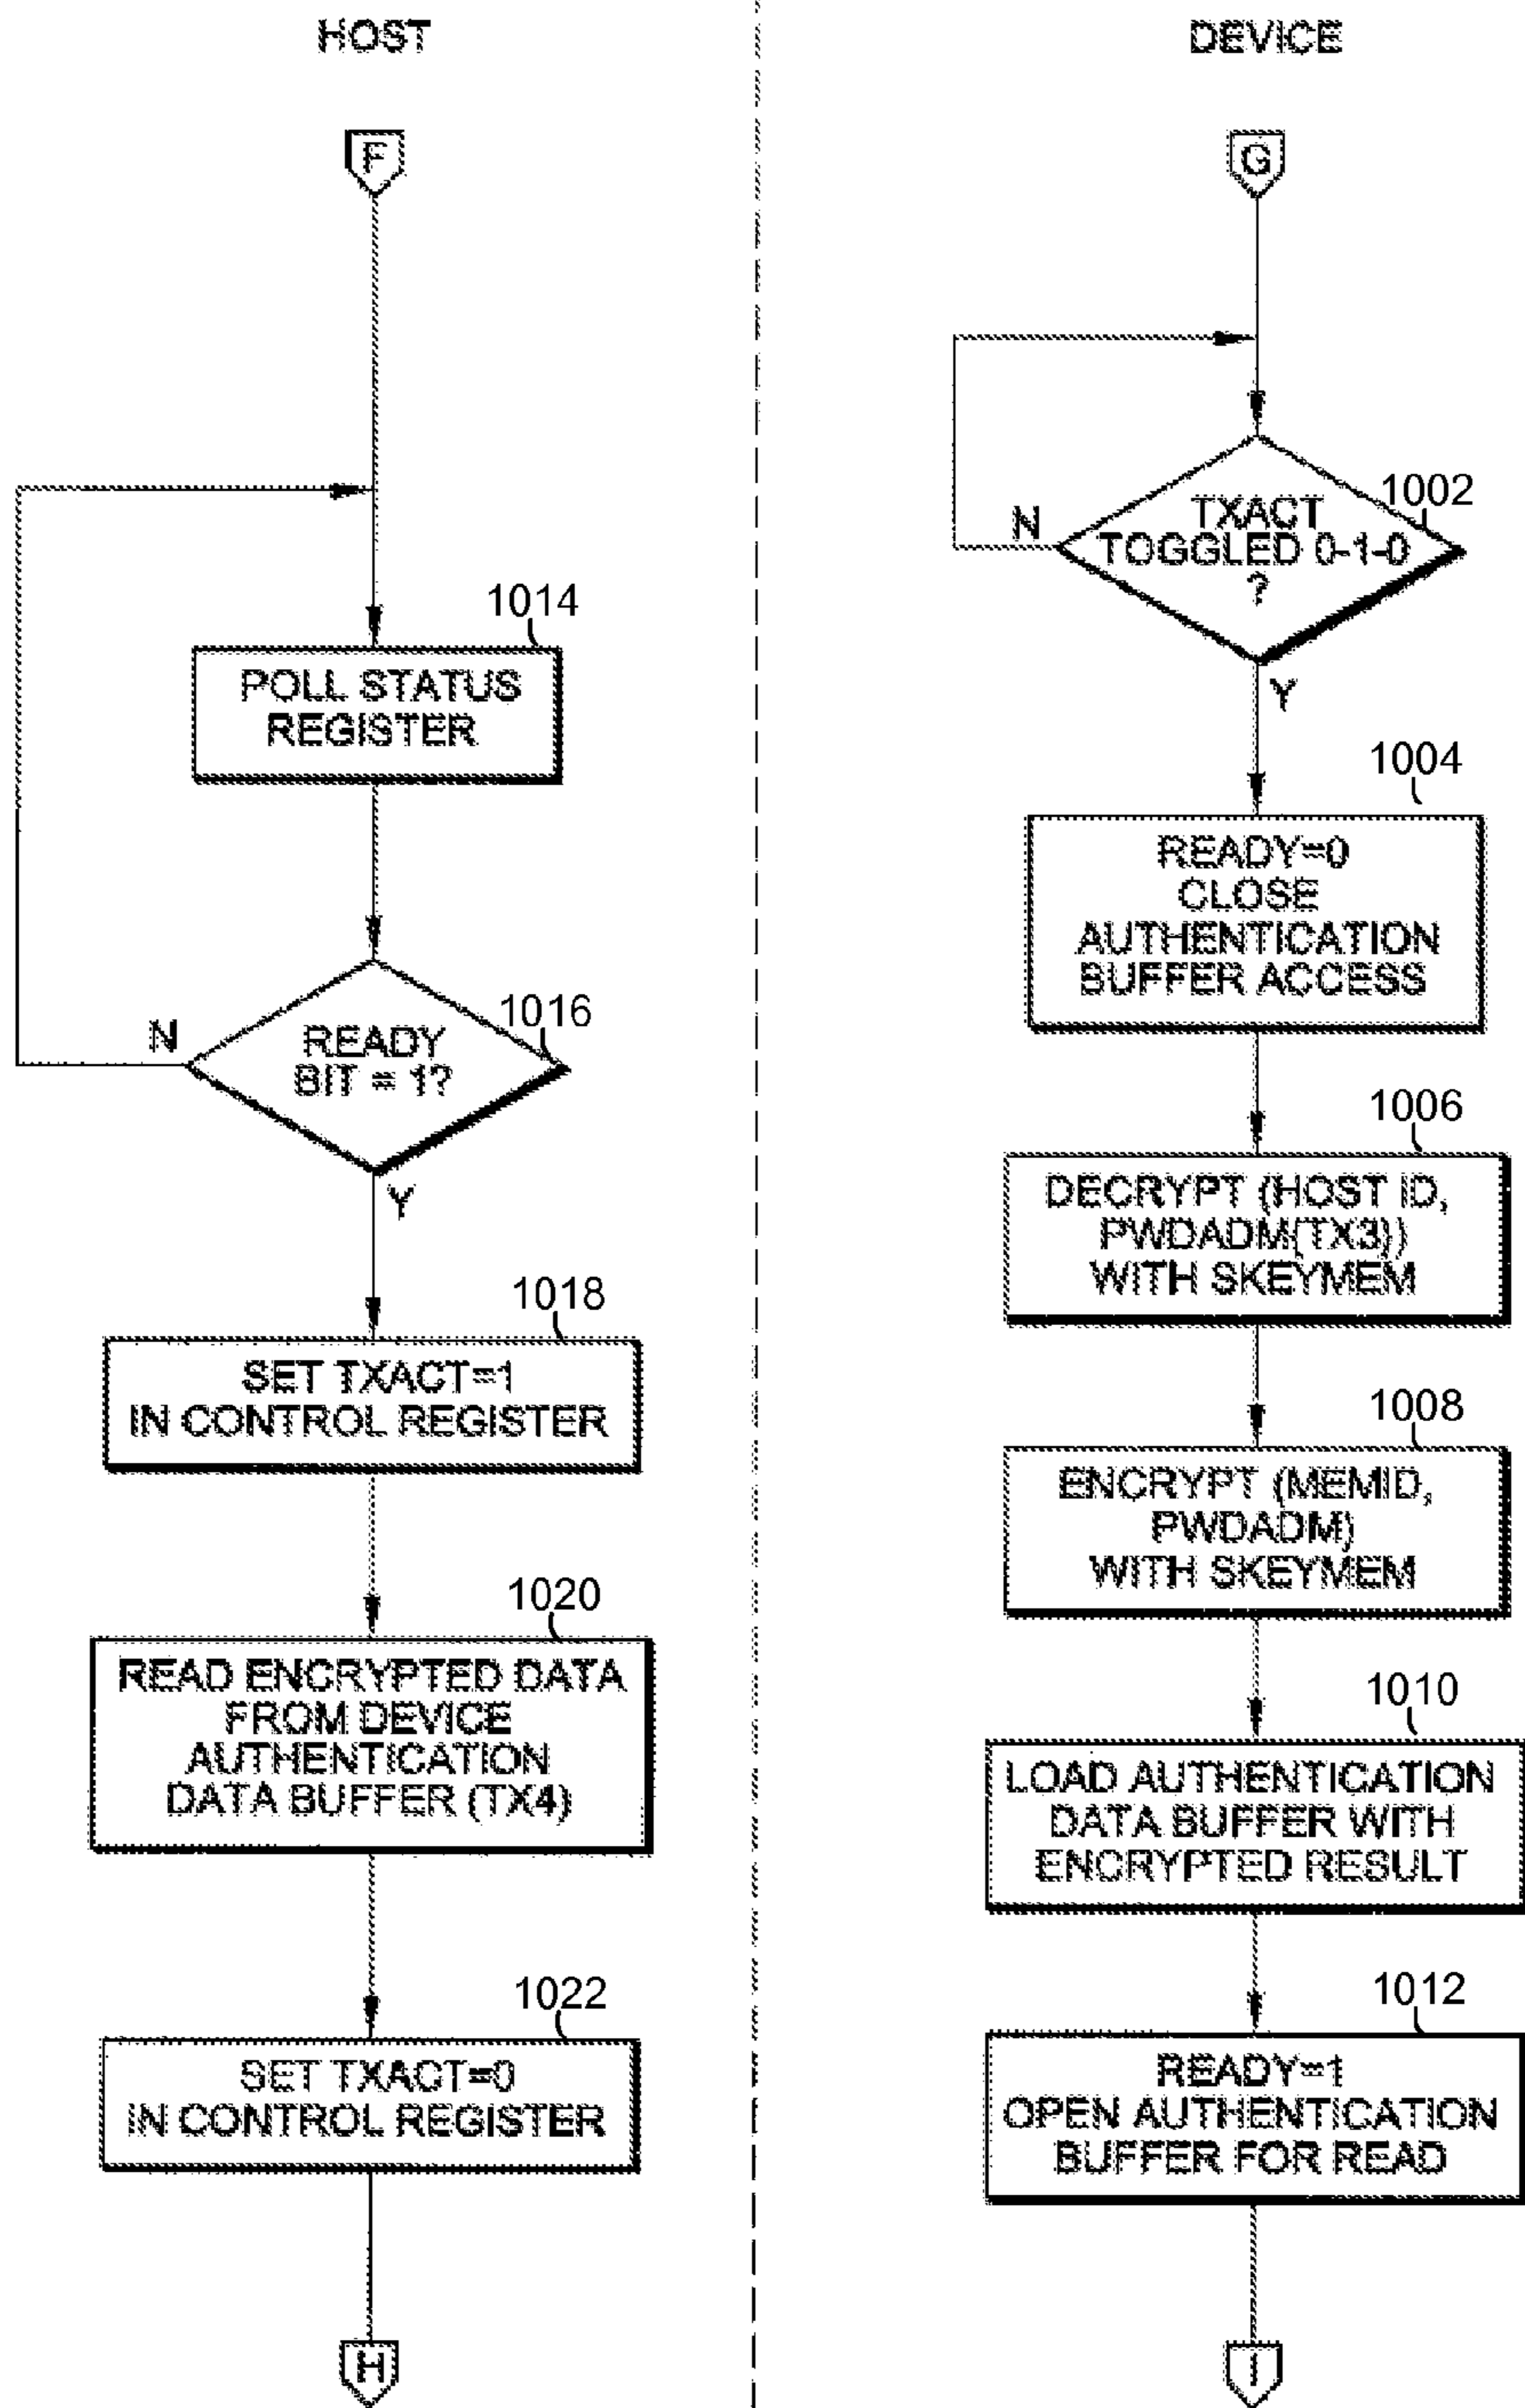 HOST
F
1014
POLL STATUS
REGISTER
N
READY
BIT = 1?
1016
Y
1018
SET TXACT=1
IN CONTROL REGISTER
1020
READ ENCRYPTED DATA
FROM DEVICE
AUTHENTICATION
DATA BUFFER (TX4)
1022
SET TXACT=0
IN CONTROL REGISTER
H
DEVICE
G
1002
N
TXACT
TOGGLED 0-1-0
?
Y
1004
READY=0
CLOSE
AUTHENTICATION
BUFFER ACCESS
1006
DECRYPT (HOST ID,
PWDADM(TX3))
WITH SKEYMEM
1008
ENCRYPT (MEMID,
PWDADM)
WITH SKEYMEM
1010
LOAD AUTHENTICATION
DATA BUFFER WITH
ENCRYPTED RESULT
1012
READY=1
OPEN AUTHENTICATION
BUFFER FOR READ
I